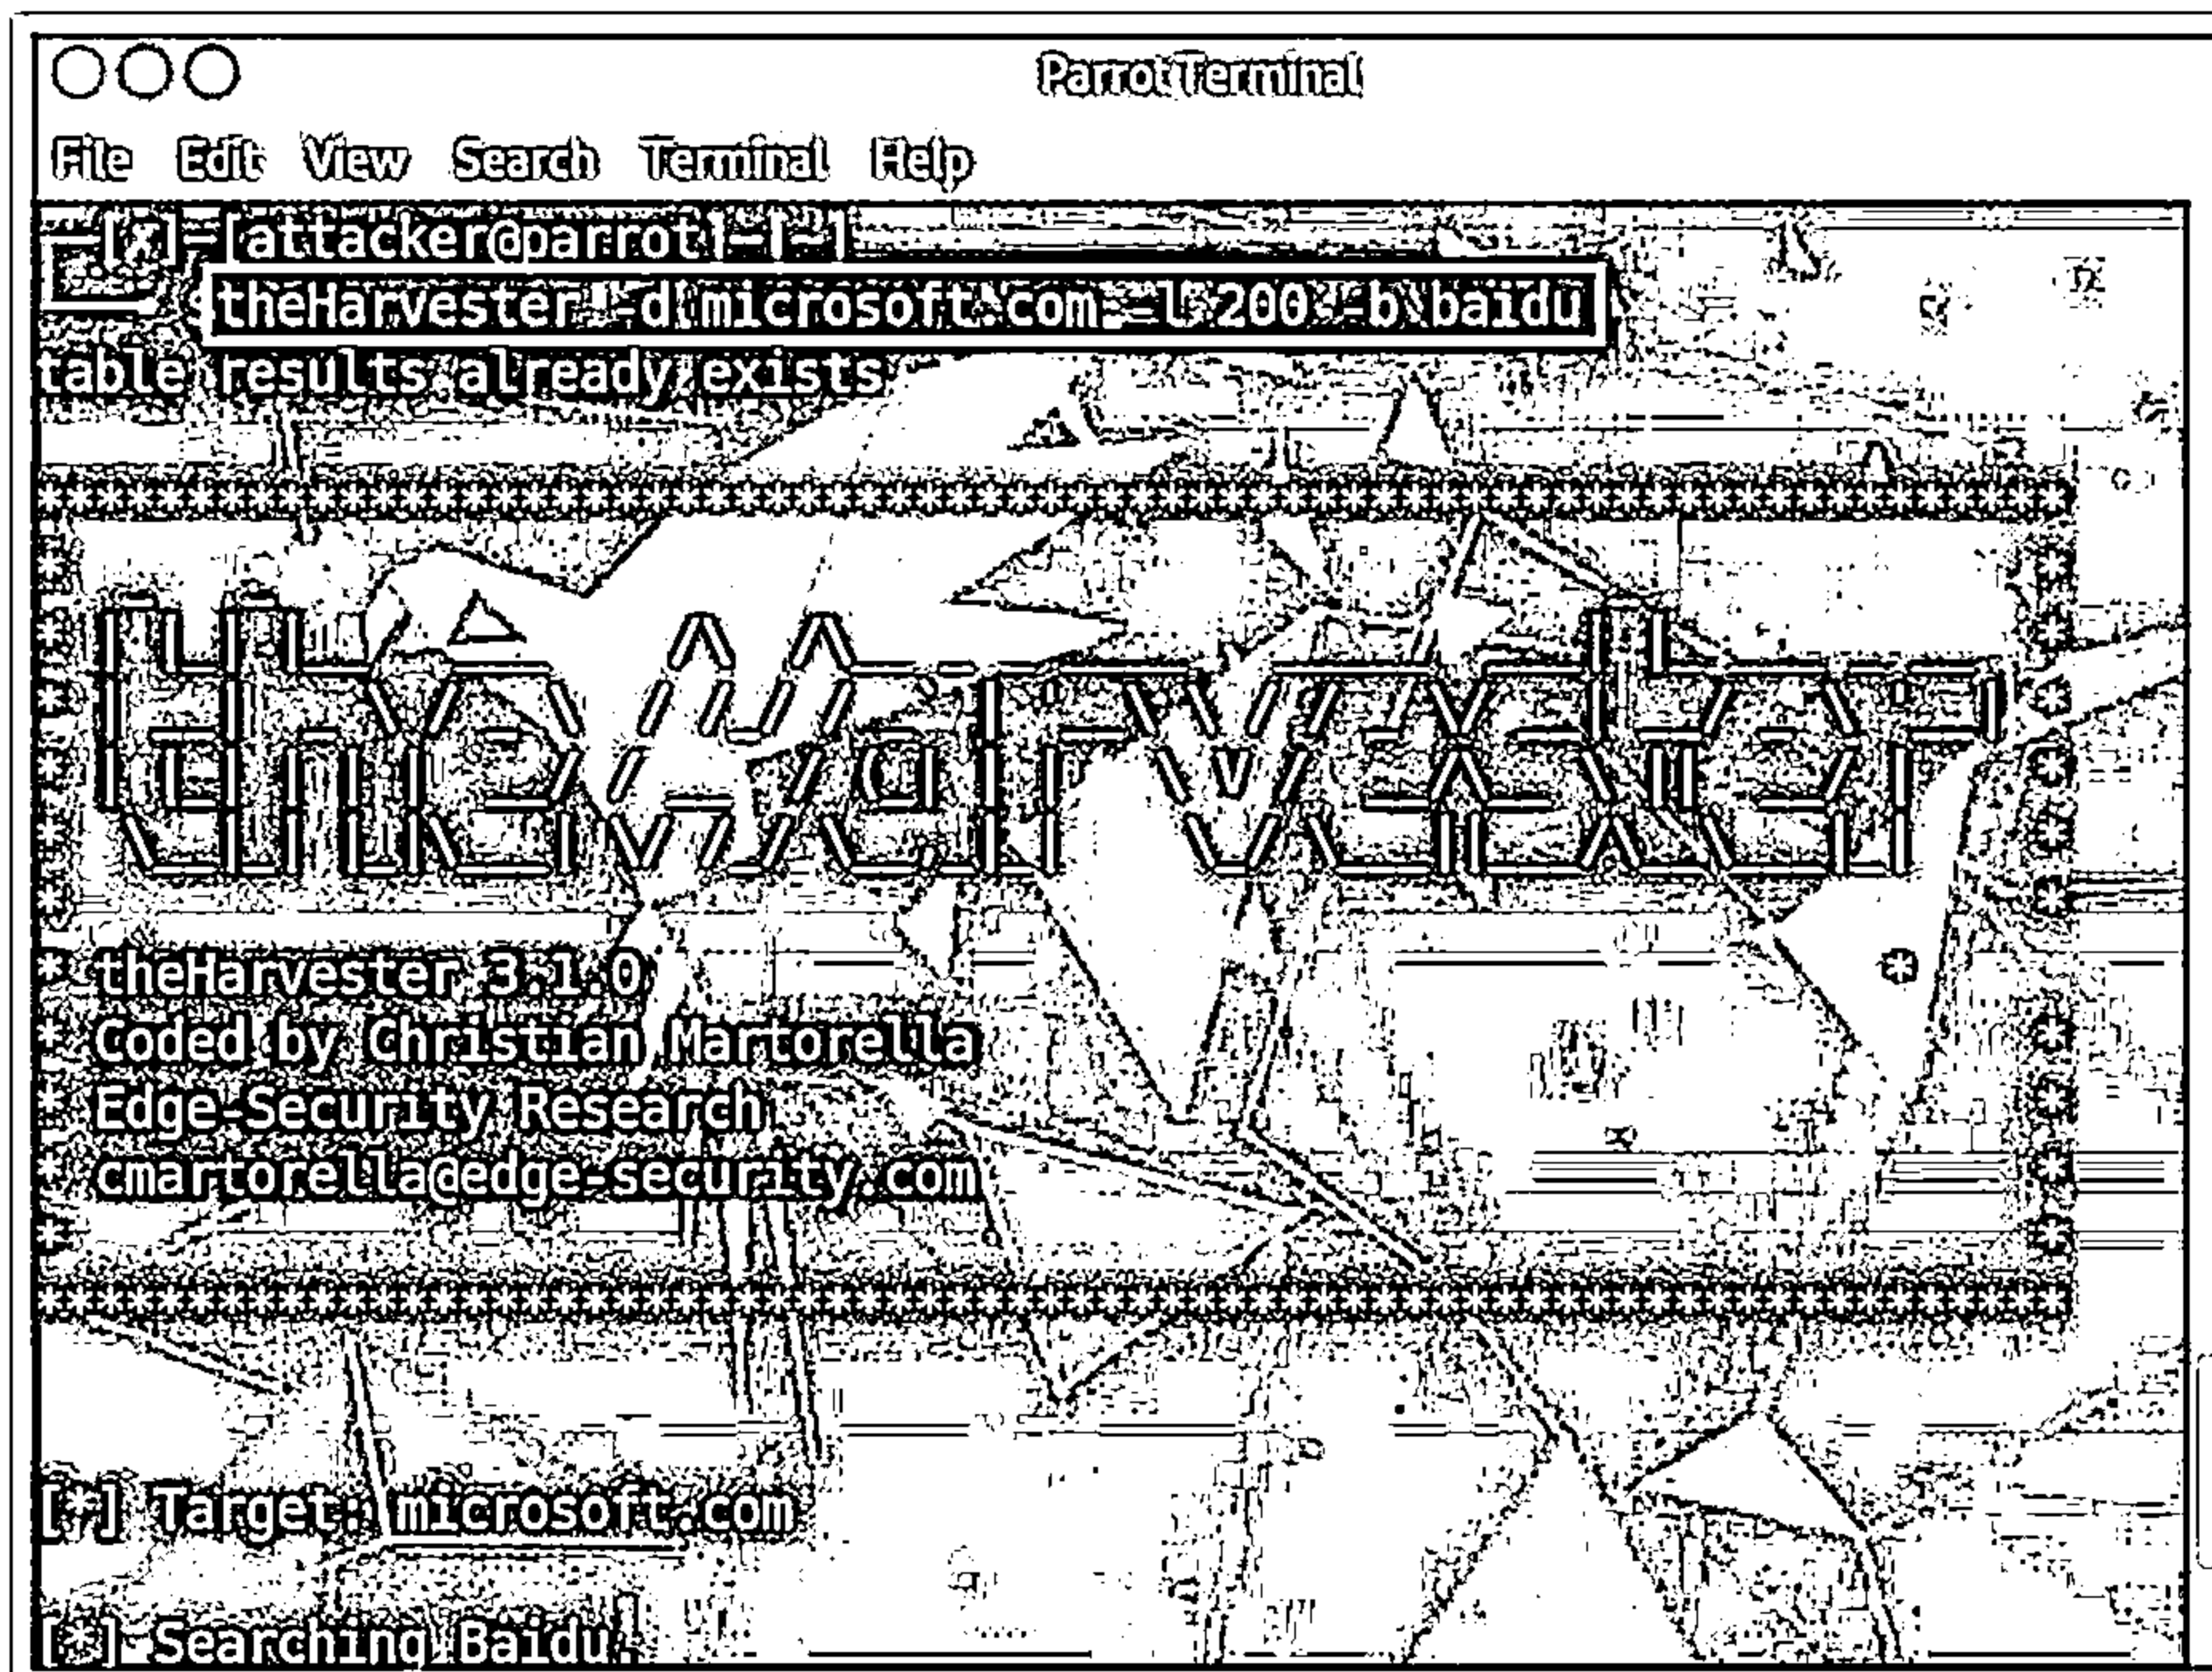 Parrot Terminal
File Edit View Search Terminal Help
[x]-[attacker@parrot]-[~]
theHarvester -d microsoft.com -l 200 -b baidu
table results already exists
*******************************************************************
theHarvester
* theHarvester 3.1.0 *
* Coded by Christian Martorella *
* Edge-Security Research *
* cmartorella@edge-security.com *
* *
*******************************************************************
[*] Target: microsoft.com
[*] Searching Baidu.